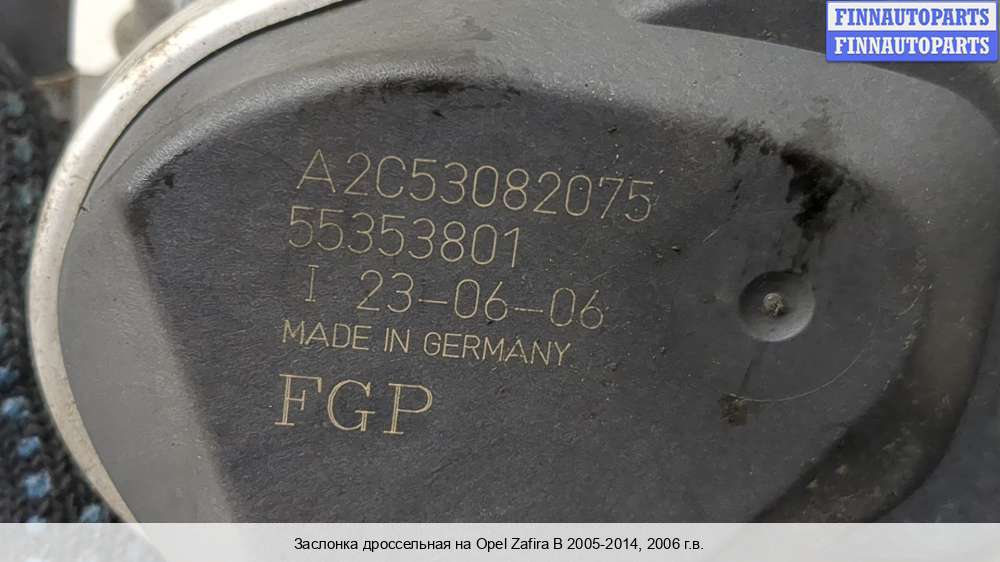 FINNAUTOPARTS
FINNAUTOPARTS
A2C53082075
55353801
I 23-06-06
MADE IN GERMANY
FGP
Заслонка дроссельная на Opel Zafira B 2005-2014, 2006 г.в.